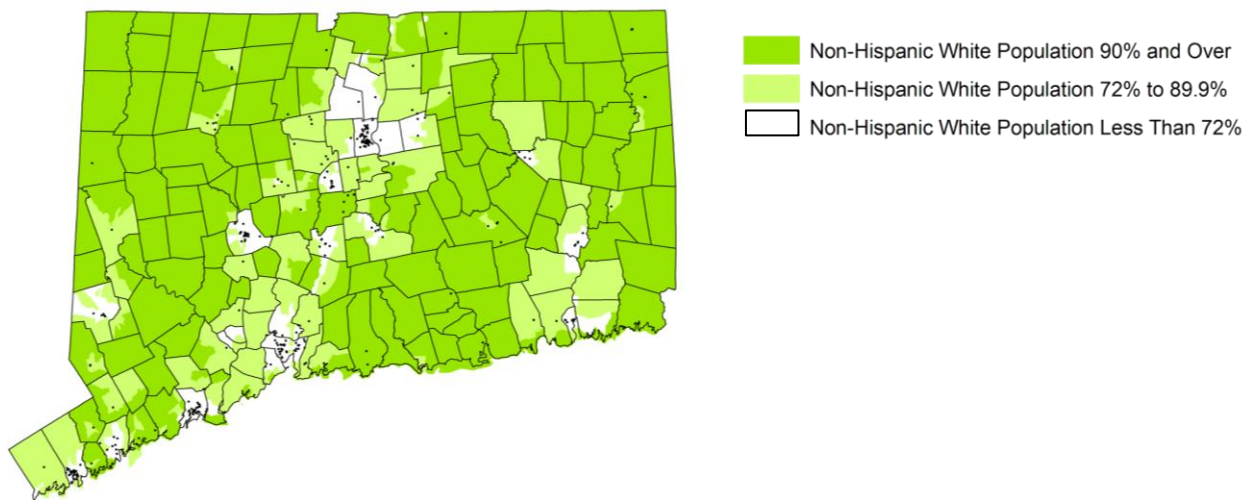 Non-Hispanic White Population 90% and Over
Non-Hispanic White Population 72% to 89.9%
Non-Hispanic White Population Less Than 72%